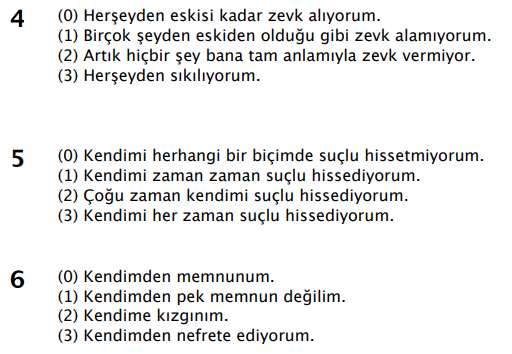 4 (0) Herşeyden eskisi kadar zevk alıyorum.
(1) Birçok şeyden eskiden olduğu gibi zevk alamıyorum.
(2) Artık hiçbir şey bana tam anlamıyla zevk vermiyor.
(3) Herşeyden sıkılıyorum.
5 (0) Kendimi herhangi bir biçimde suçlu hissetmiyorum.
(1) Kendimi zaman zaman suçlu hissediyorum.
(2) Çoğu zaman kendimi suçlu hissediyorum.
(3) Kendimi her zaman suçlu hissediyorum.
6 (0) Kendimden memnunum.
(1) Kendimden pek memnun değilim.
(2) Kendime kızgınım.
(3) Kendimden nefrete ediyorum.